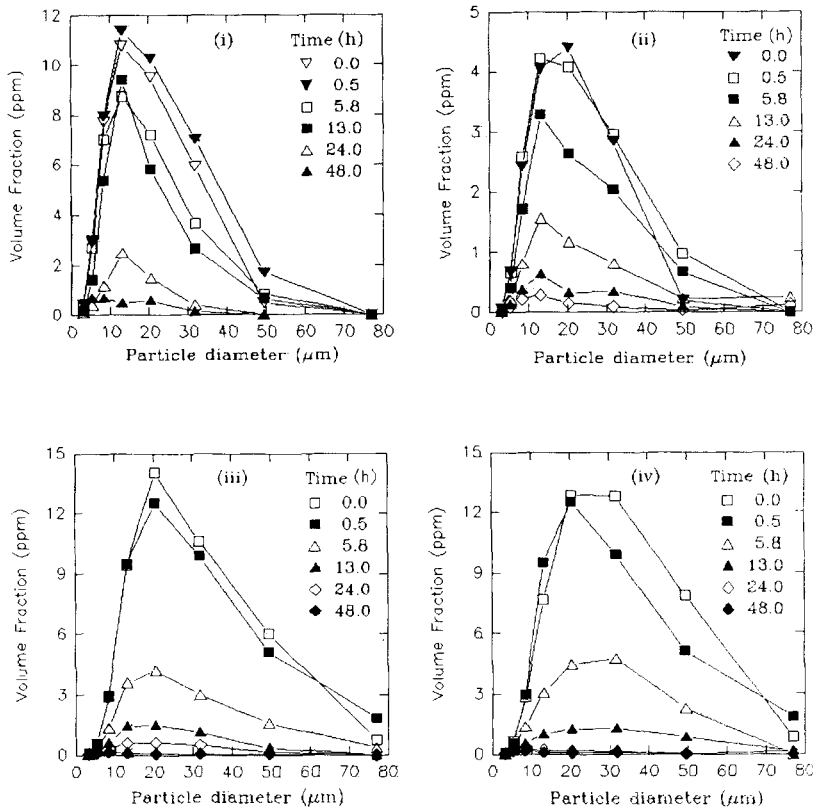 (i)
Time (h)
0.0
0.5
5.8
13.0
24.0
48.0
12
10
8
6
4
2
0
Volume Fraction (ppm)
0 10 20 30 40 50 60 70 80
Particle diameter (μm)
(ii)
Time (h)
0.0
0.5
5.8
13.0
24.0
48.0
5
4
3
2
1
0
Volume Fraction (ppm)
0 10 20 30 40 50 60 70 80
Particle diameter (μm)
(iii)
Time (h)
0.0
0.5
5.8
13.0
24.0
48.0
15
12
9
6
3
0
Volume Fraction (ppm)
0 10 20 30 40 50 60 70 80
Particle diameter (μm)
(iv)
Time (h)
0.0
0.5
5.8
13.0
24.0
48.0
15
12
9
6
3
0
Volume Fraction (ppm)
0 10 20 30 40 50 60 70 80
Particle diameter (μm)